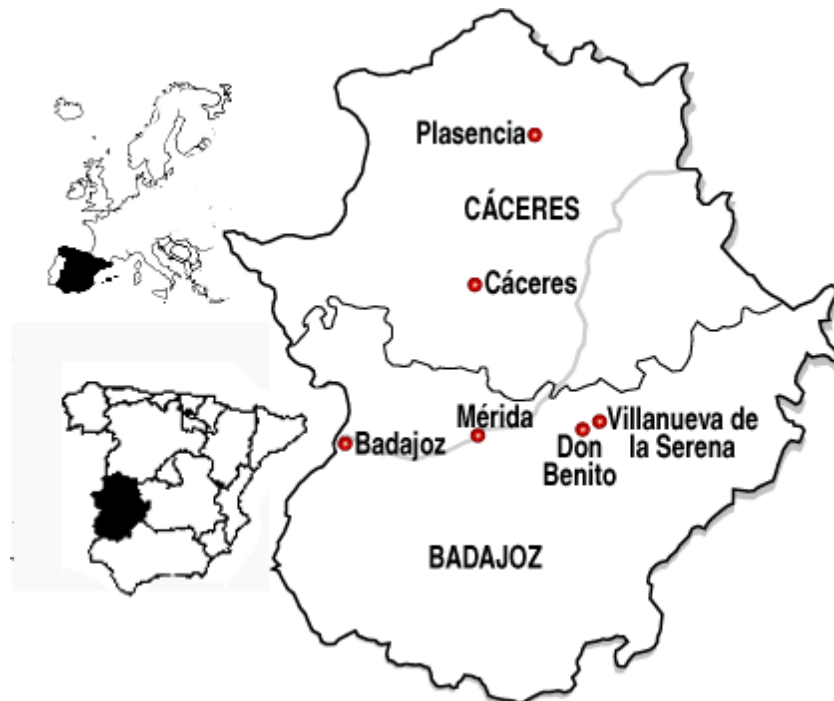 Plasencia
CÁCERES
Cáceres
Mérida
Badajoz
Villanueva de
la Serena
Don
Benito
BADAJOZ